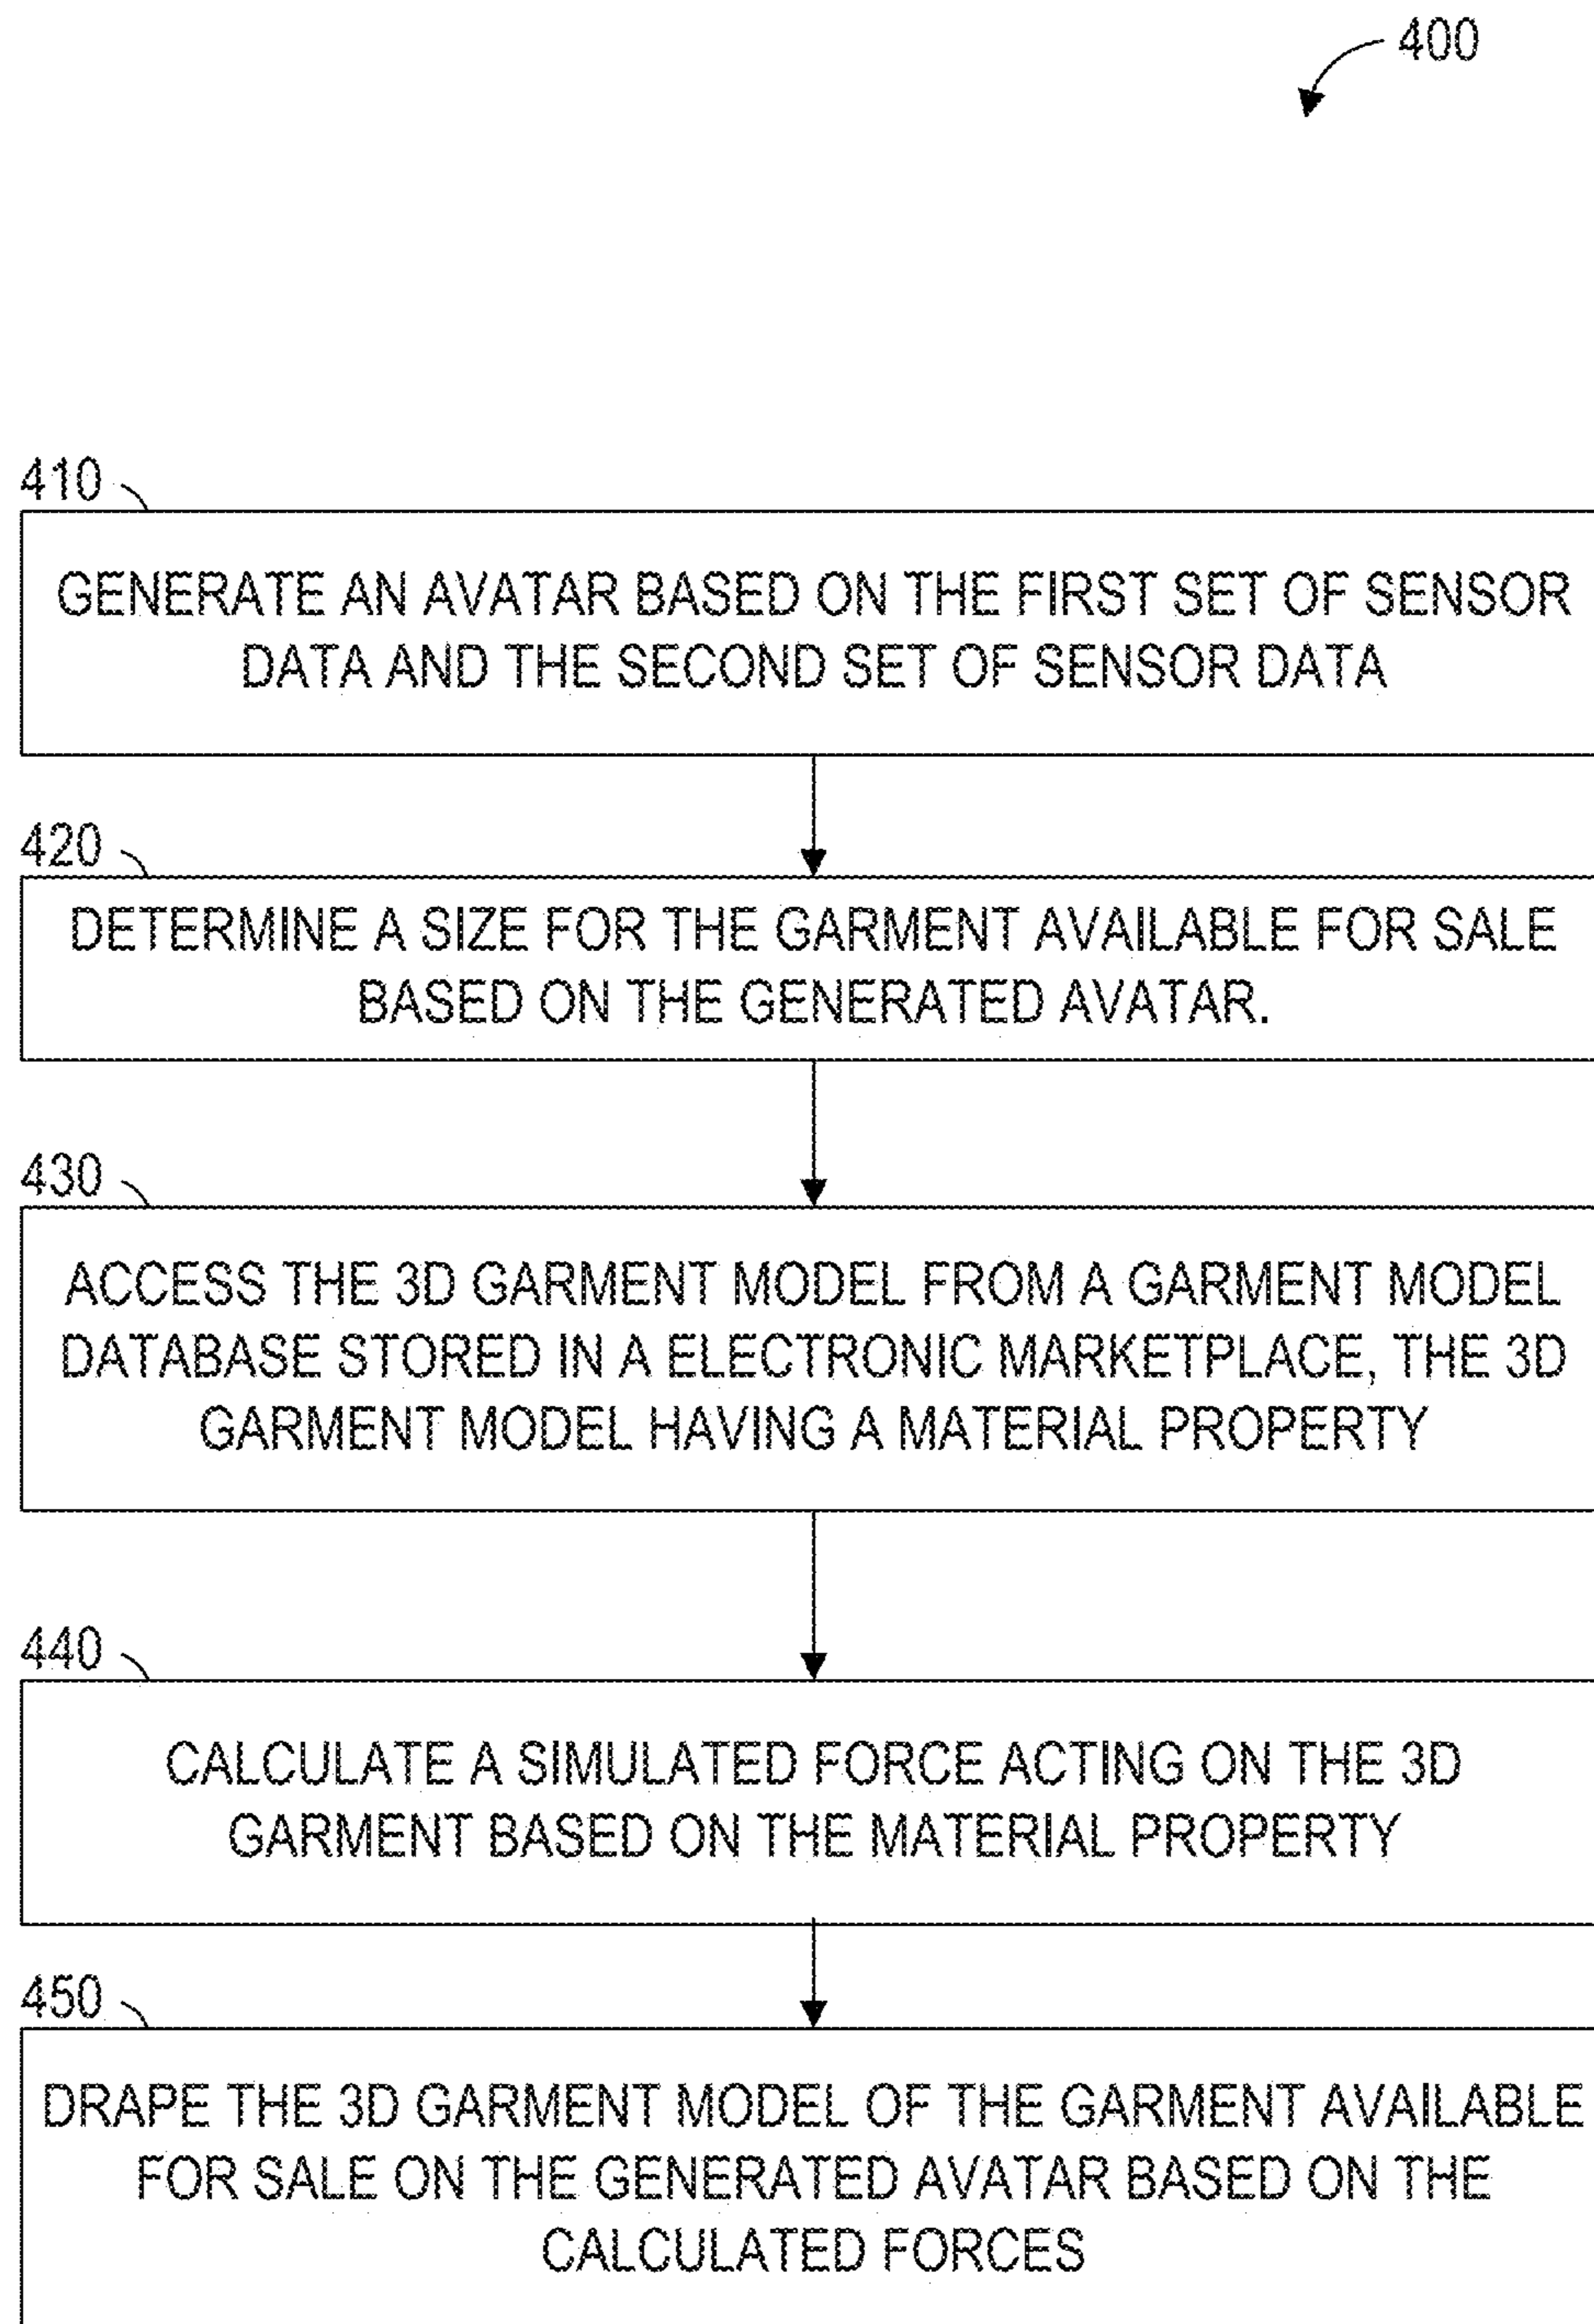 400
410
GENERATE AN AVATAR BASED ON THE FIRST SET OF SENSOR
DATA AND THE SECOND SET OF SENSOR DATA
420
DETERMINE A SIZE FOR THE GARMENT AVAILABLE FOR SALE
BASED ON THE GENERATED AVATAR.
430
ACCESS THE 3D GARMENT MODEL FROM A GARMENT MODEL
DATABASE STORED IN A ELECTRONIC MARKETPLACE, THE 3D
GARMENT MODEL HAVING A MATERIAL PROPERTY
440
CALCULATE A SIMULATED FORCE ACTING ON THE 3D
GARMENT BASED ON THE MATERIAL PROPERTY
450
DRAPE THE 3D GARMENT MODEL OF THE GARMENT AVAILABLE
FOR SALE ON THE GENERATED AVATAR BASED ON THE
CALCULATED FORCES